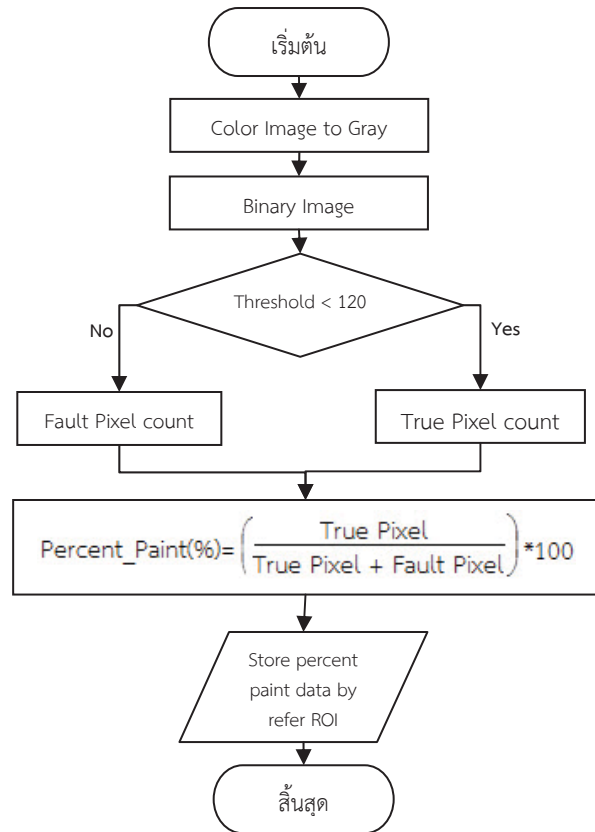 เริ่มต้น
Color Image to Gray
Binary Image
Threshold < 120
No
Yes
Fault Pixel count
True Pixel count
Percent_Paint(%)= (True Pixel / True Pixel + Fault Pixel) *100
Store percent
paint data by
refer ROI
สิ้นสุด